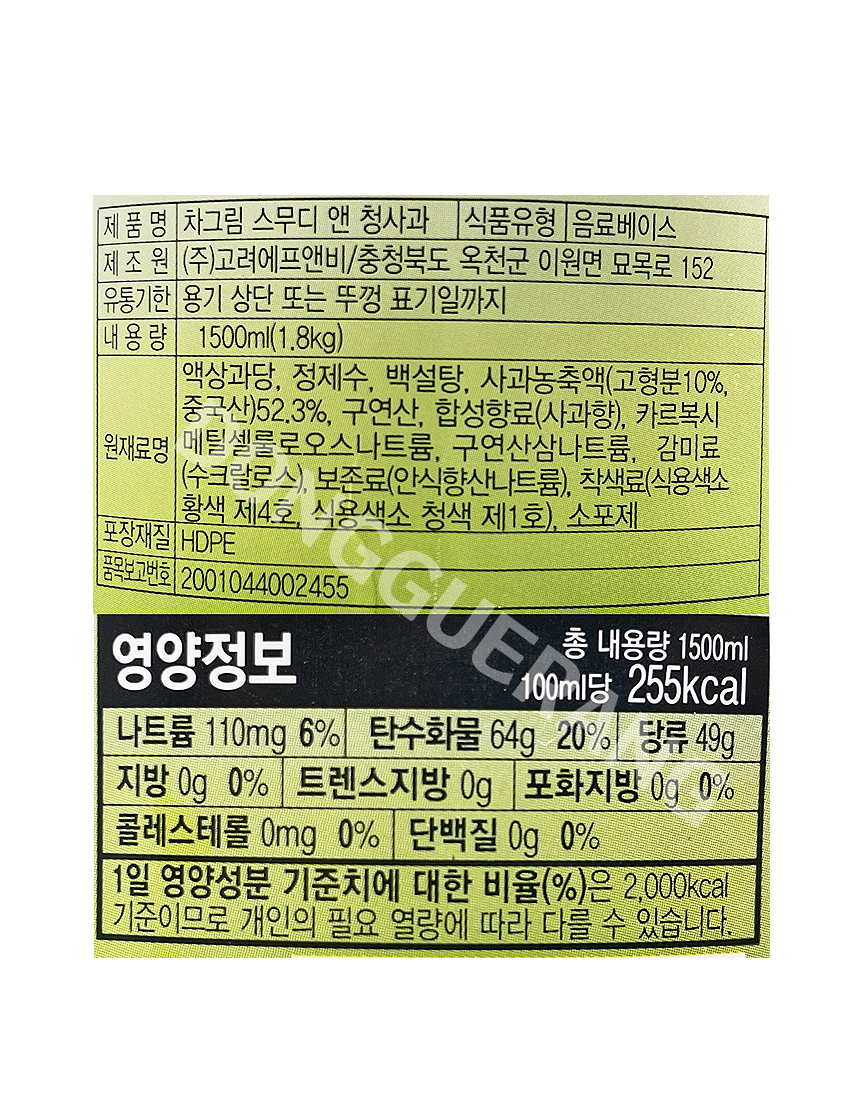 제 품 명 차그림 스무디 앤 청사과 식품유형 음료베이스
제 조 원 (주)고려에프앤비/충청북도 옥천군 이원면 묘목로 152
유통기한 용기 상단 또는 뚜껑 표기일까지
내 용 량 1500ml(1.8kg)
원재료명 액상과당, 정제수, 백설탕, 사과농축액(고형분10%,
중국산)52.3%, 구연산, 합성향료(사과향), 카르복시
메틸셀룰로오스나트륨, 구연산삼나트륨, 감미료
(수크랄로스), 보존료(안식향산나트륨), 착색료(식용색소
황색 제4호, 식용색소 청색 제1호), 소포제
포장재질 HDPE
품목보고번호 2001044002455
영양정보 총 내용량 1500ml
100ml당 255kcal
나트륨 110mg 6% 탄수화물 64g 20% 당류 49g
지방 0g 0% 트렌스지방 0g 포화지방 0g 0%
콜레스테롤 0mg 0% 단백질 0g 0%
1일 영양성분 기준치에 대한 비율(%)은 2,000kcal
기준이므로 개인의 필요 열량에 따라 다를 수 있습니다.
DONGGUERANG